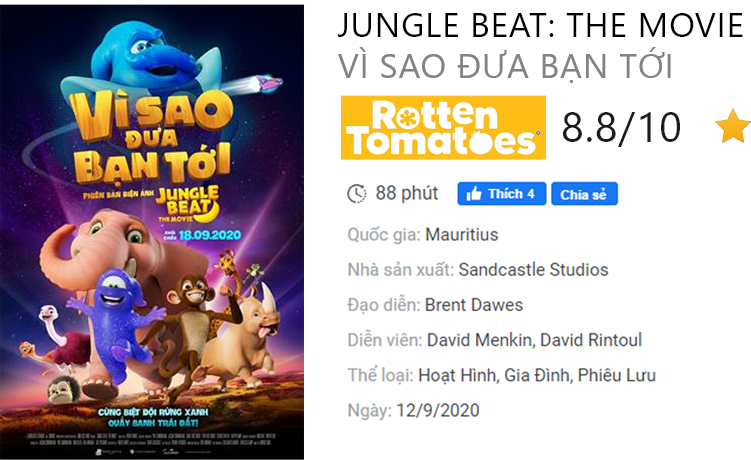 VÌ SAO
ĐƯA
BẠN TỚI
PHIÊN BẢN ĐIỆN ẢNH
JUNGLE
BEAT
THE MOVIE
KHỞI CHIẾU 18.09.2020
CÙNG BIỆT ĐỘI RỪNG XANH
QUẨY BANH TRÁI ĐẤT!
JUNGLE BEAT: THE MOVIE
VÌ SAO ĐƯA BẠN TỚI
Rotten
Tomatoes
8.8/10
88 phút
Thích 4
Chia sẻ
Quốc gia: Mauritius
Nhà sản xuất: Sandcastle Studios
Đạo diễn: Brent Dawes
Diễn viên: David Menkin, David Rintoul
Thể loại: Hoạt Hình, Gia Đình, Phiêu Lưu
Ngày: 12/9/2020